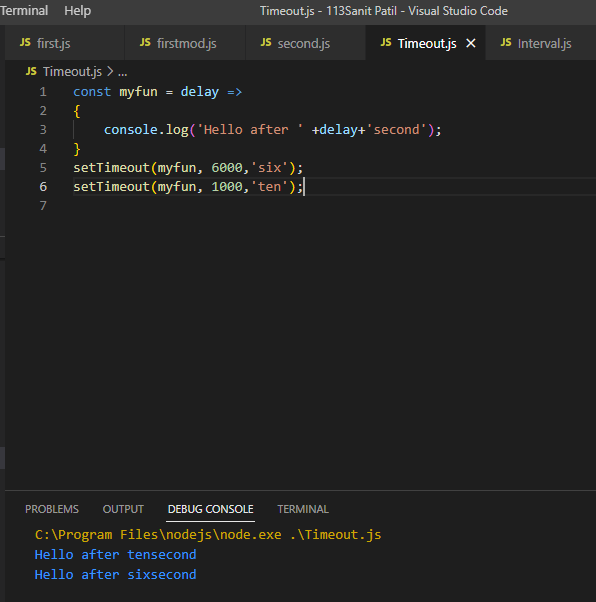 Terminal Help Timeout.js - 113Sanit Patil - Visual Studio Code
JS first.js JS firstmod.js JS second.js JS Timeout.js × JS Interval.js
JS Timeout.js > ...
1 const myfun = delay =>
2 {
3 console.log('Hello after ' +delay+'second');
4 }
5 setTimeout(myfun, 6000,'six');
6 setTimeout(myfun, 1000,'ten');
7
PROBLEMS OUTPUT DEBUG CONSOLE TERMINAL
C:\Program Files\nodejs\node.exe .\Timeout.js
Hello after tensecond
Hello after sixsecond